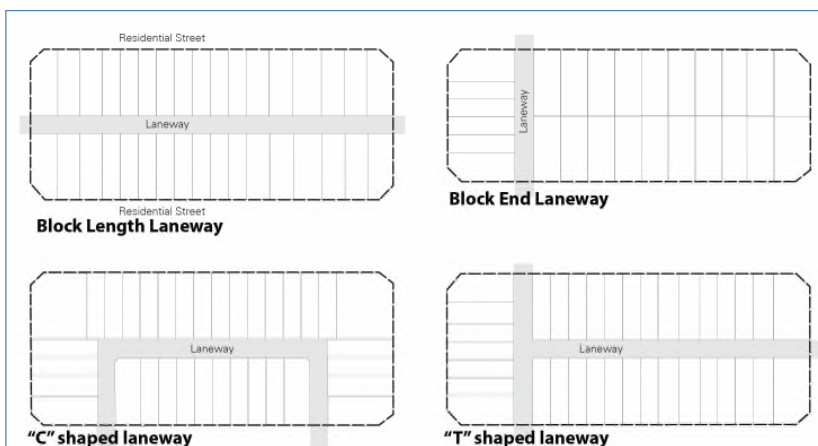 Residential Street
Laneway
Residential Street
Block Length Laneway
Laneway
Block End Laneway
Laneway
"C" shaped laneway
Laneway
"T" shaped laneway